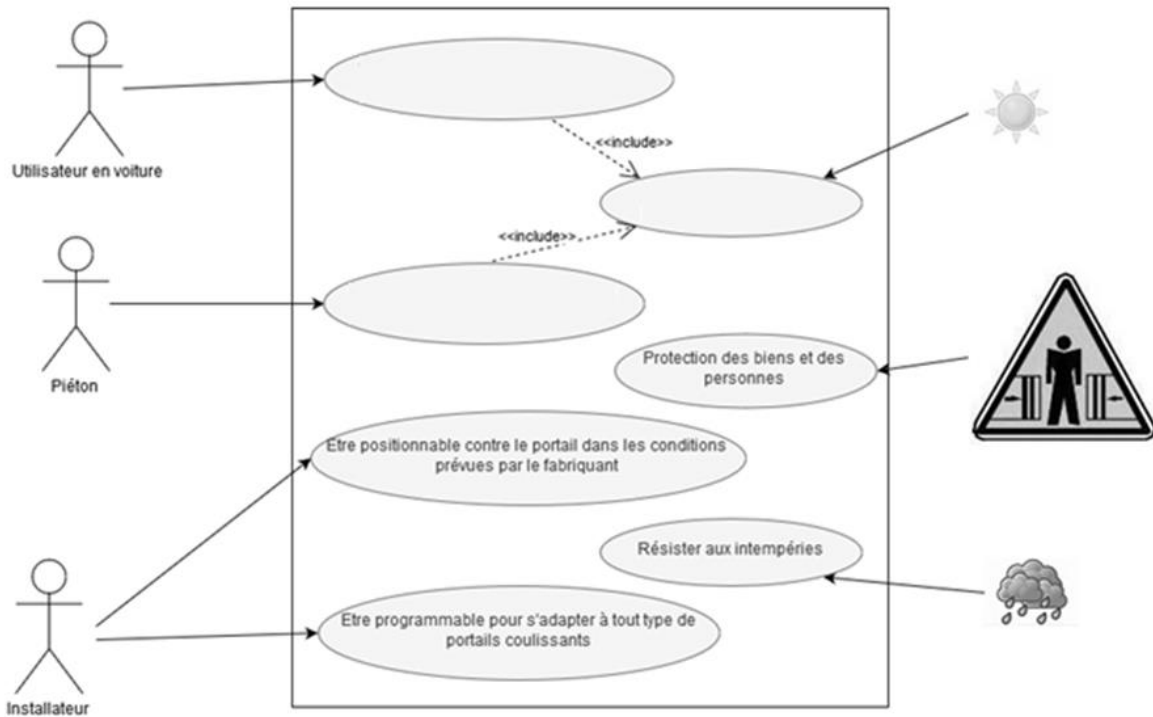 Utilisateur en voiture
<<include>>
<<include>>
Piéton
Protection des biens et des
personnes
Etre positionnable contre le portail dans les conditions
prévues par le fabriquant
Résister aux intempéries
Etre programmable pour s'adapter à tout type de
portails coulissants
Installateur